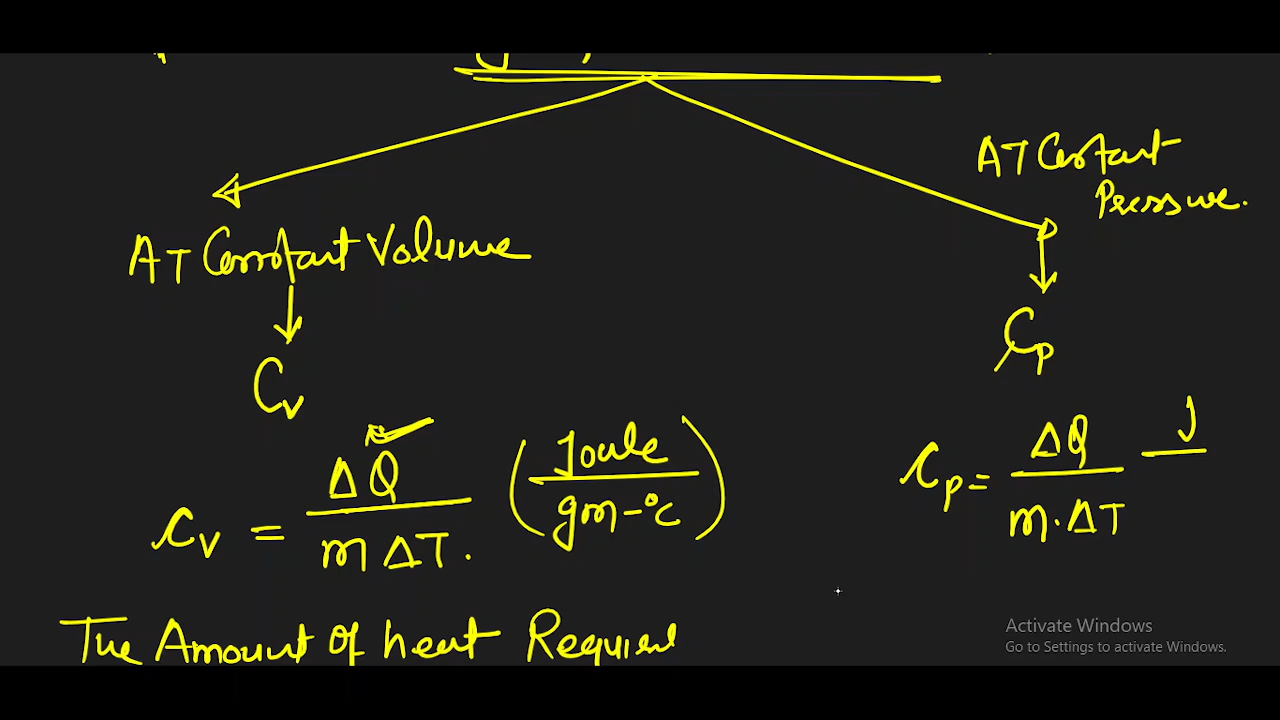 AT Constant
Pressure.
AT Constant Volume
Cv
Cp
Cv = ΔQ / mΔT. (Joule / gm-°c)
Cp = ΔQ / m·ΔT J
The Amount of heat Required
Activate Windows
Go to Settings to activate Windows.